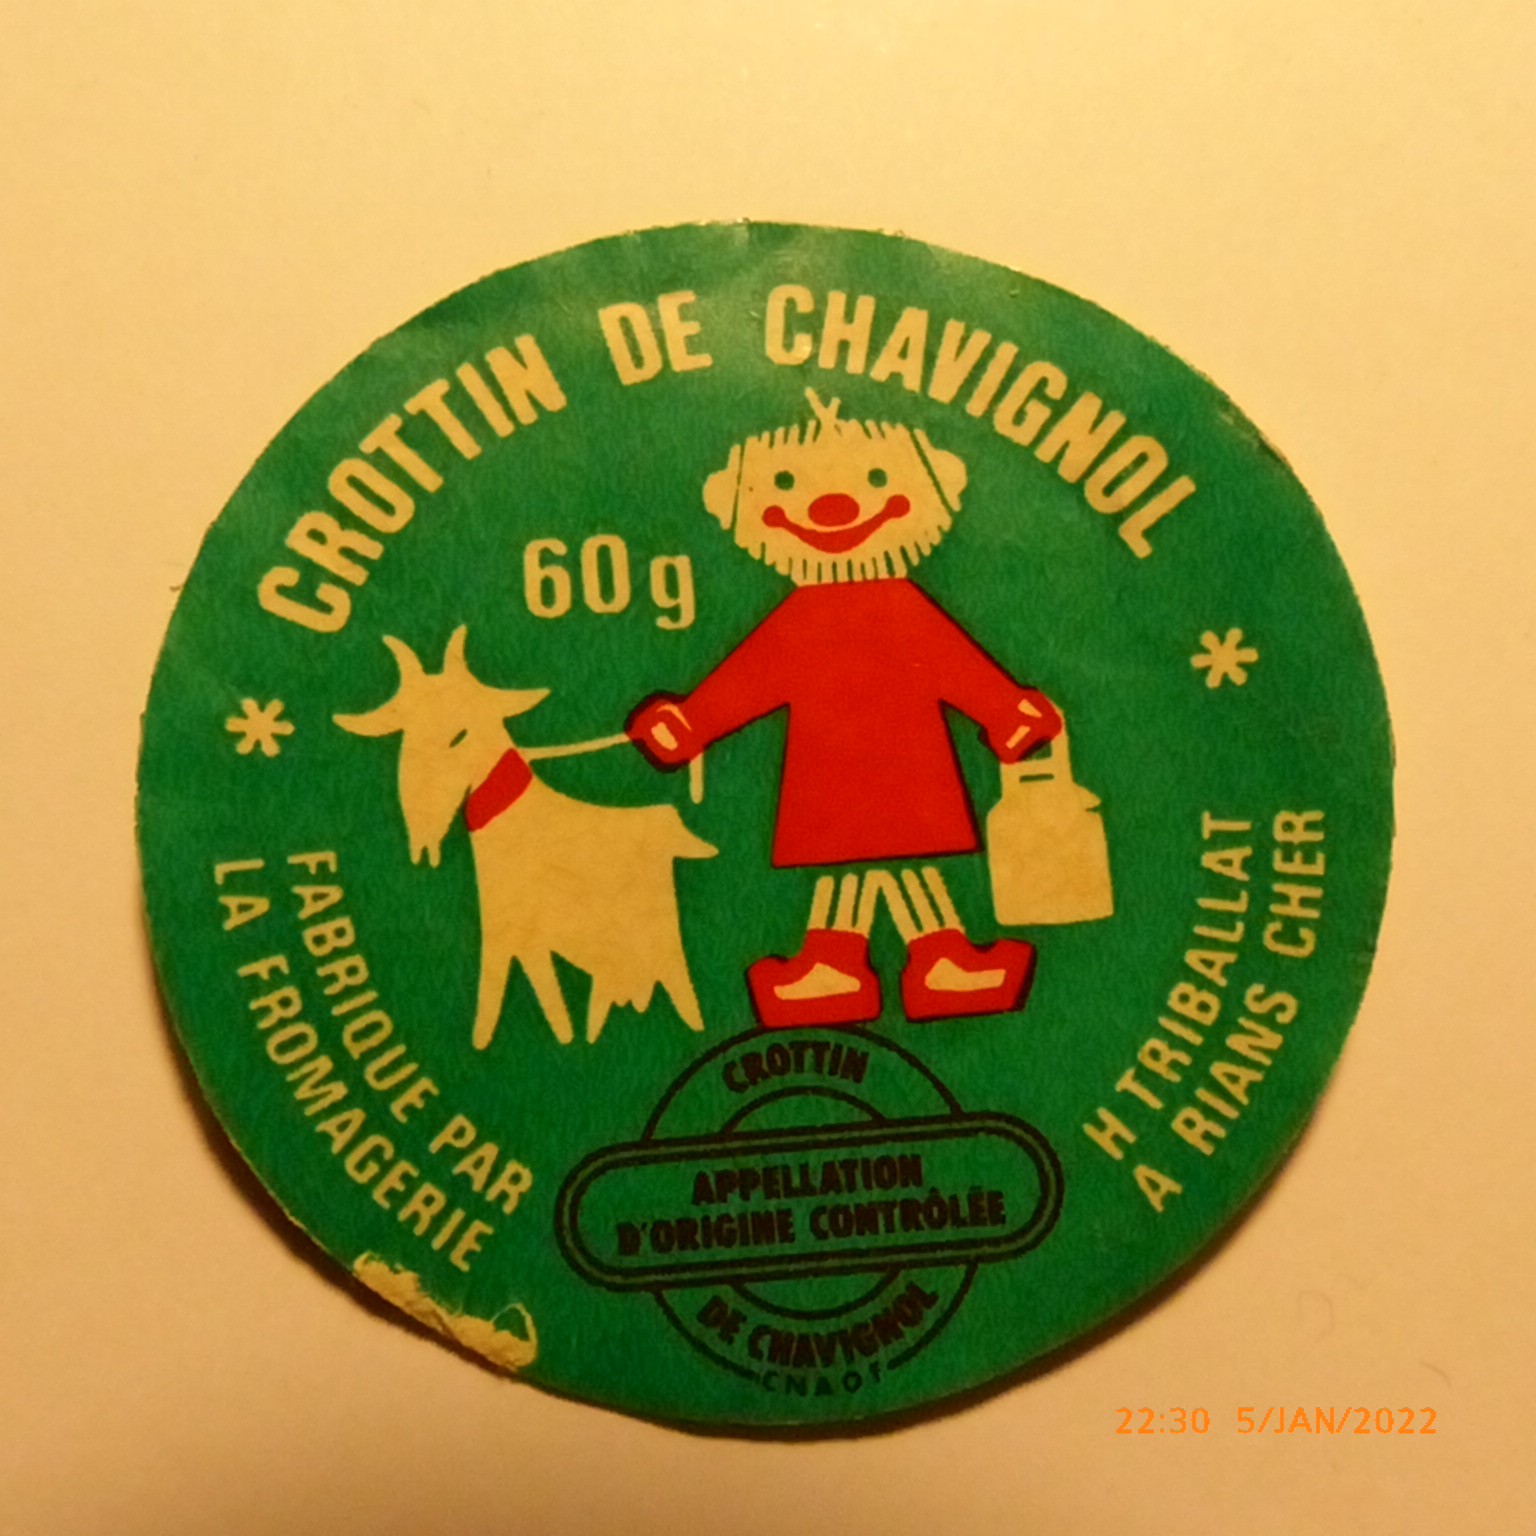 CROTTIN DE CHAVIGNOL
60g
FABRIQUE PAR
LA FROMAGERIE
H TRIBALLAT
A RIANS CHER
CROTTIN
APPELLATION
D'ORIGINE CONTRÔLÉE
DE CHAVIGNOL
CNAOF
22:30 5/JAN/2022